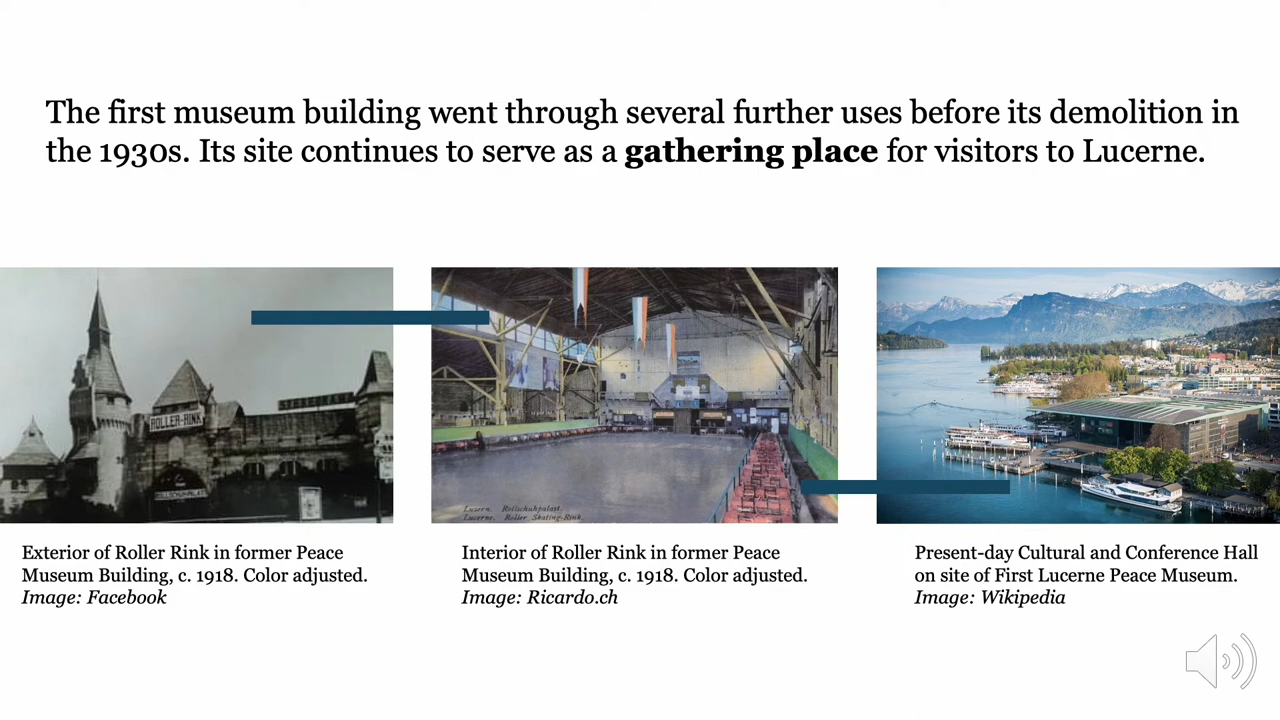 The first museum building went through several further uses before its demolition in
the 1930s. Its site continues to serve as a gathering place for visitors to Lucerne.
ROLLER-RINK
ROLLSCHUHPALAST
Luzern. Rollschuhpalast.
Lucerne. Roller Skating-Rink.
Exterior of Roller Rink in former Peace
Museum Building, c. 1918. Color adjusted.
Image: Facebook
Interior of Roller Rink in former Peace
Museum Building, c. 1918. Color adjusted.
Image: Ricardo.ch
Present-day Cultural and Conference Hall
on site of First Lucerne Peace Museum.
Image: Wikipedia